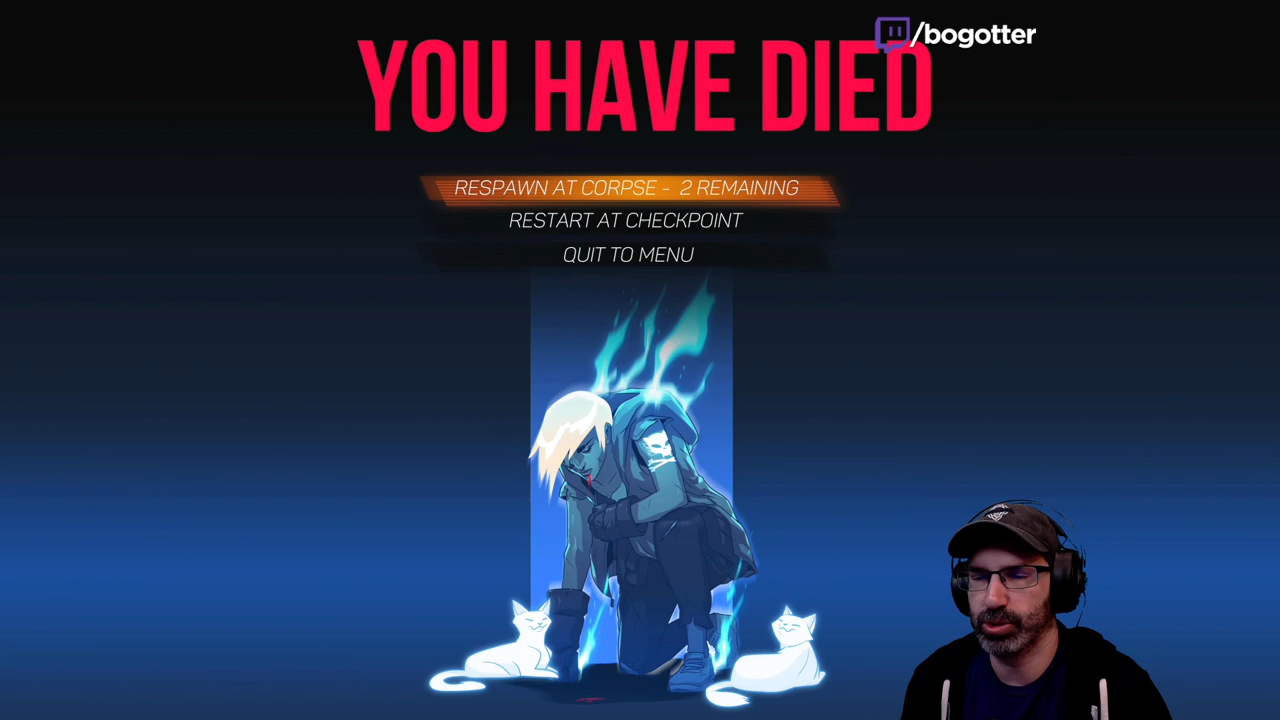 /bogotter
YOU HAVE DIED
RESPAWN AT CORPSE - 2 REMAINING
RESTART AT CHECKPOINT
QUIT TO MENU